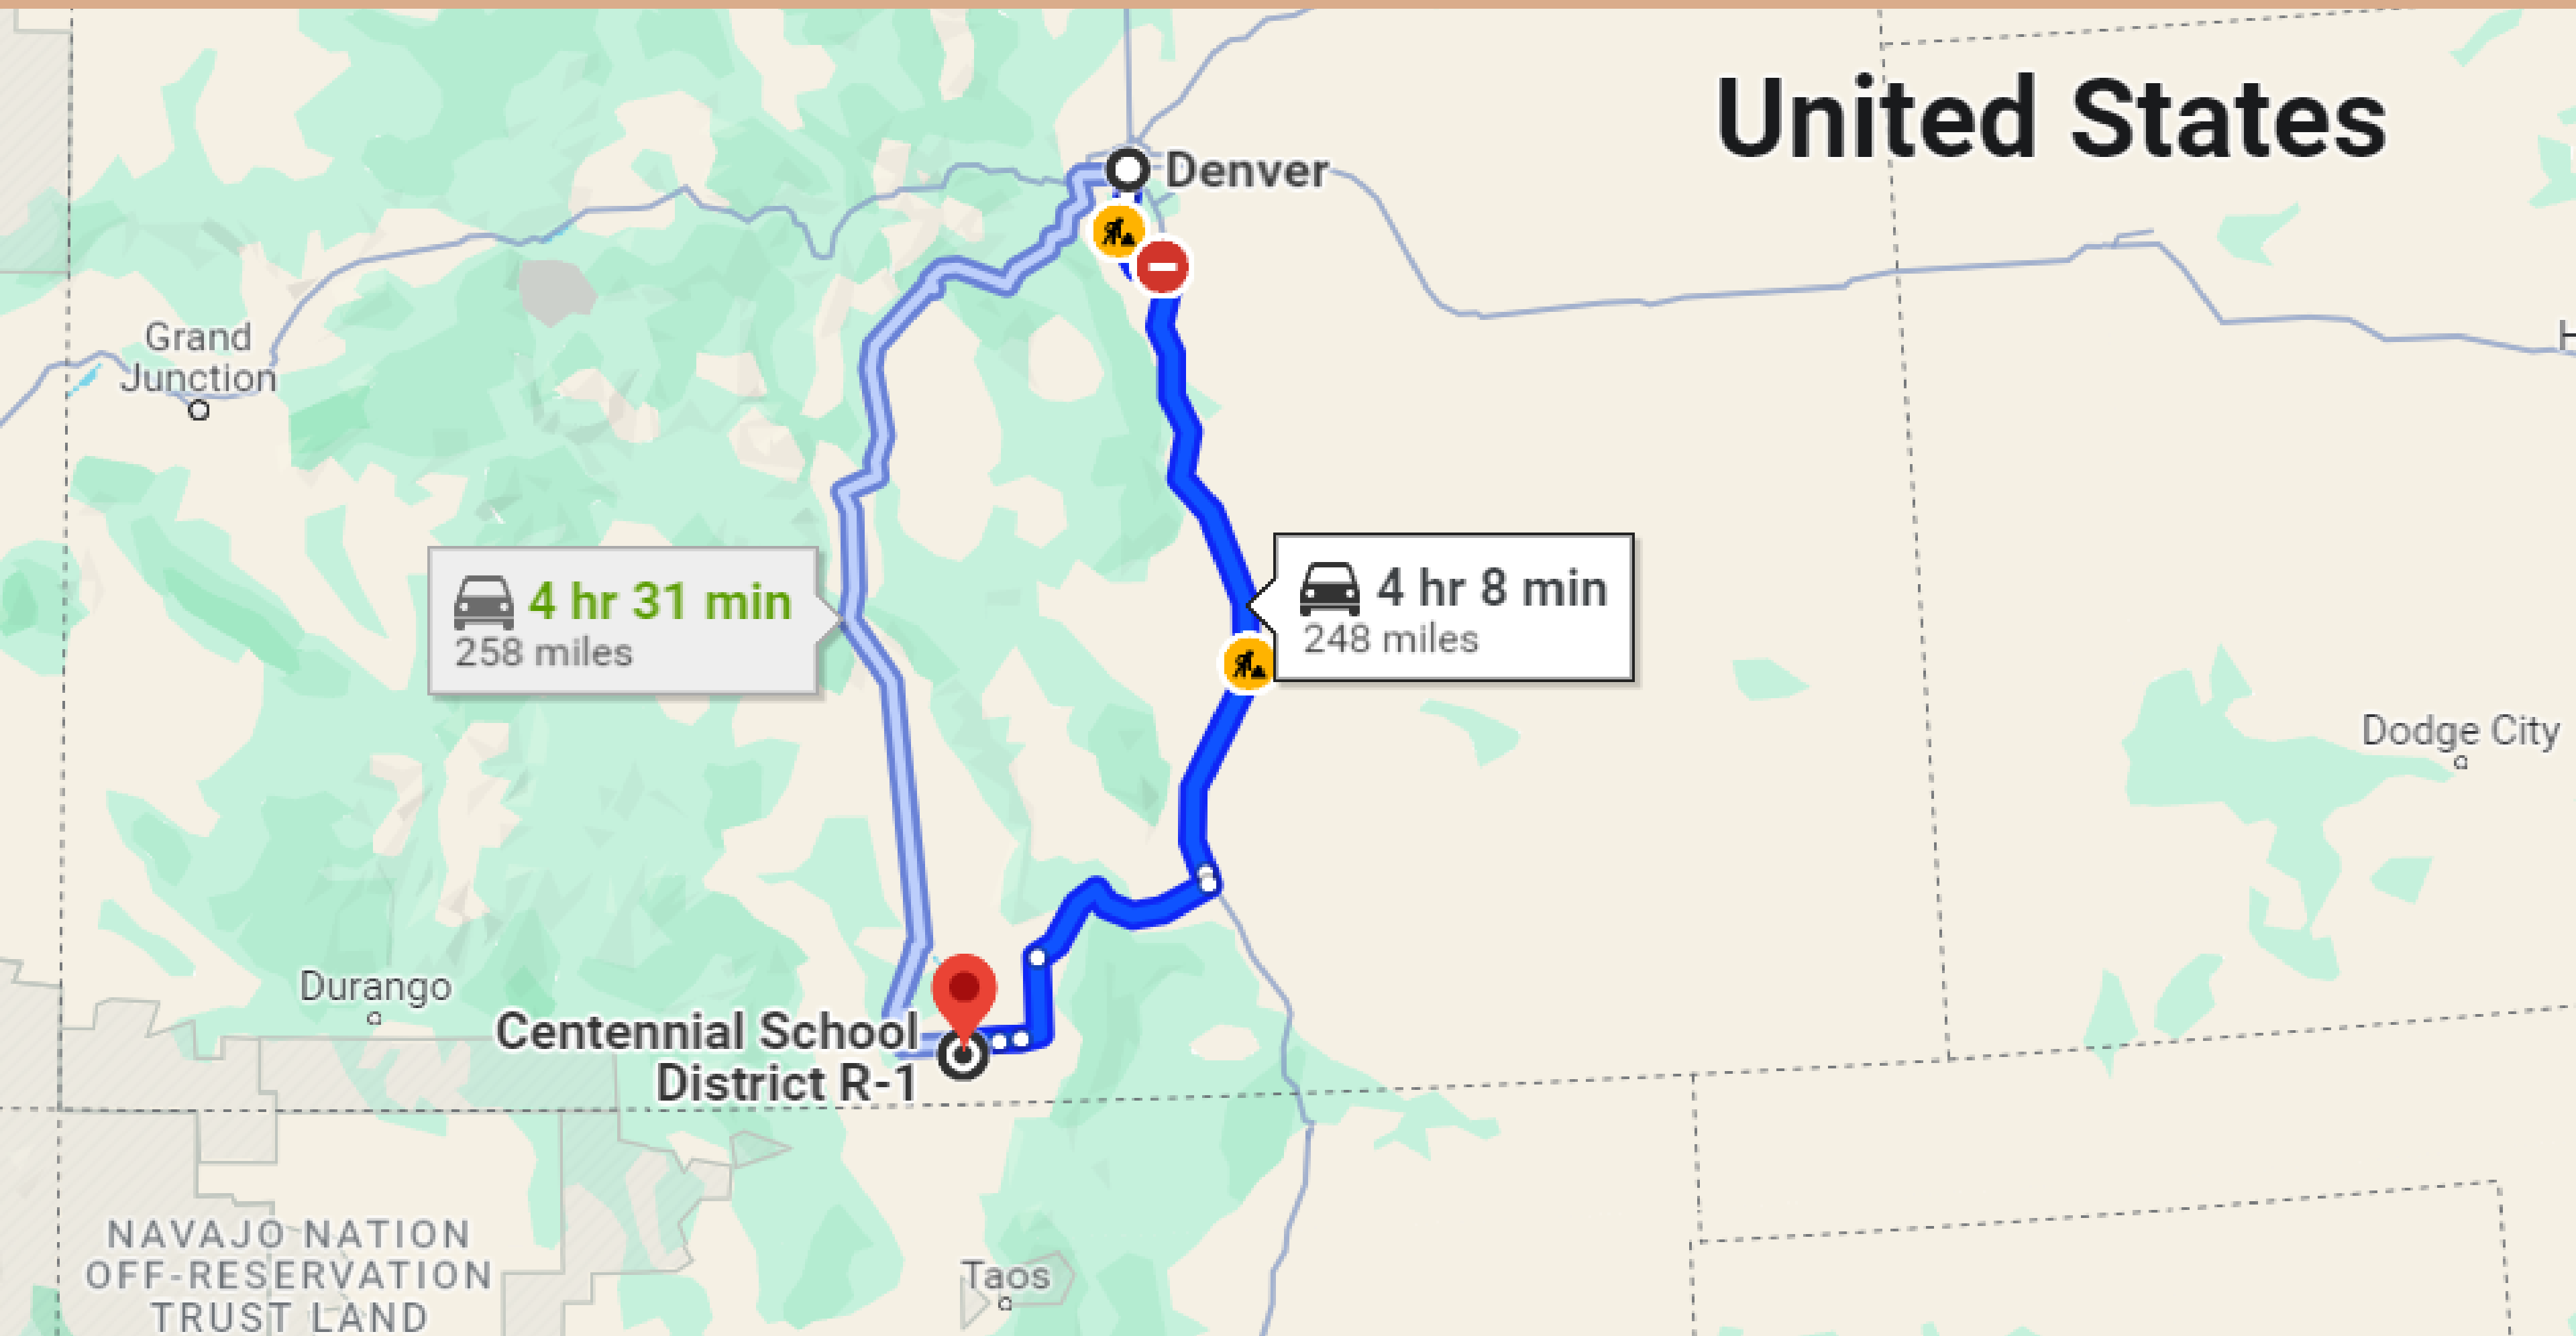 United States
Denver
Grand
Junction
4 hr 31 min
258 miles
4 hr 8 min
248 miles
Dodge City
Durango
Centennial School
District R-1
NAVAJO NATION
OFF-RESERVATION
TRUST LAND
Taos